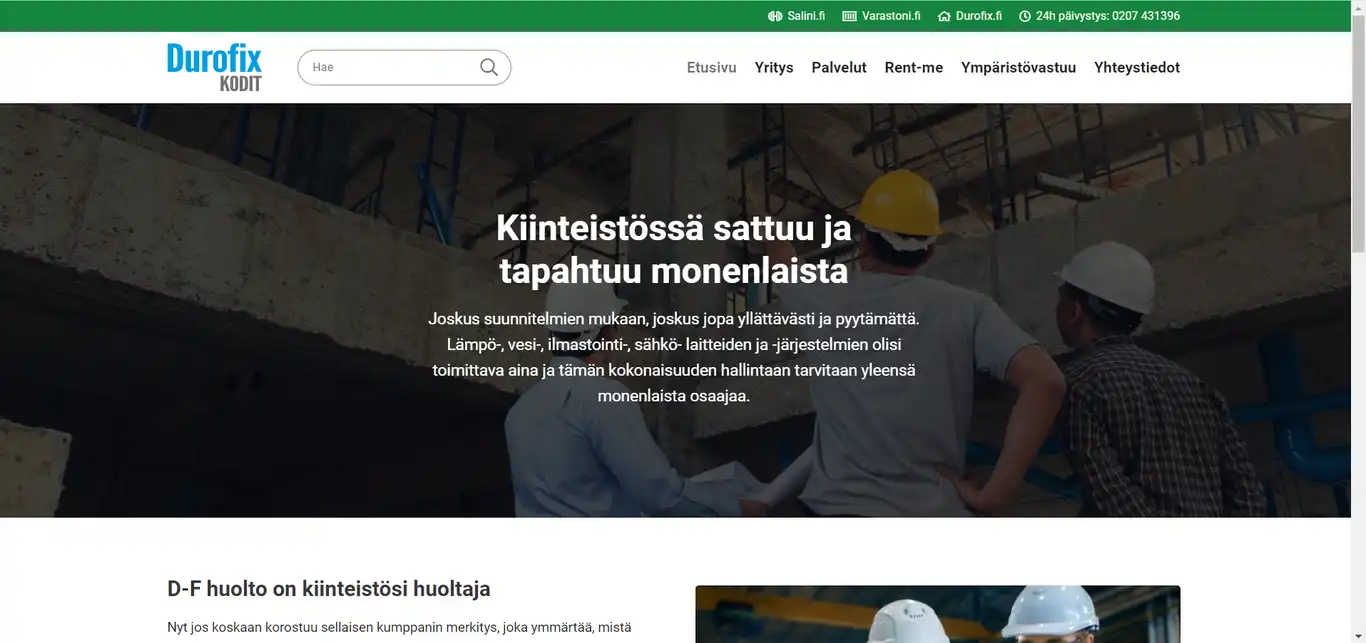 Salini.fi Varastoni.fi Durofix.fi 24h päivystys: 0207 431396
Durofix
KODIT
Hae
Etusivu Yritys Palvelut Rent-me Ympäristövastuu Yhteystiedot
Kiinteistössä sattuu ja
tapahtuu monenlaista
Joskus suunnitelmien mukaan, joskus jopa yllättävästi ja pyytämättä.
Lämpö-, vesi-, ilmastointi-, sähkö- laitteiden ja -järjestelmien olisi
toimittava aina ja tämän kokonaisuuden hallintaan tarvitaan yleensä
monenlaista osaajaa.
D-F huolto on kiinteistösi huoltaja
Nyt jos koskaan korostuu sellaisen kumppanin merkitys, joka ymmärtää, mistä